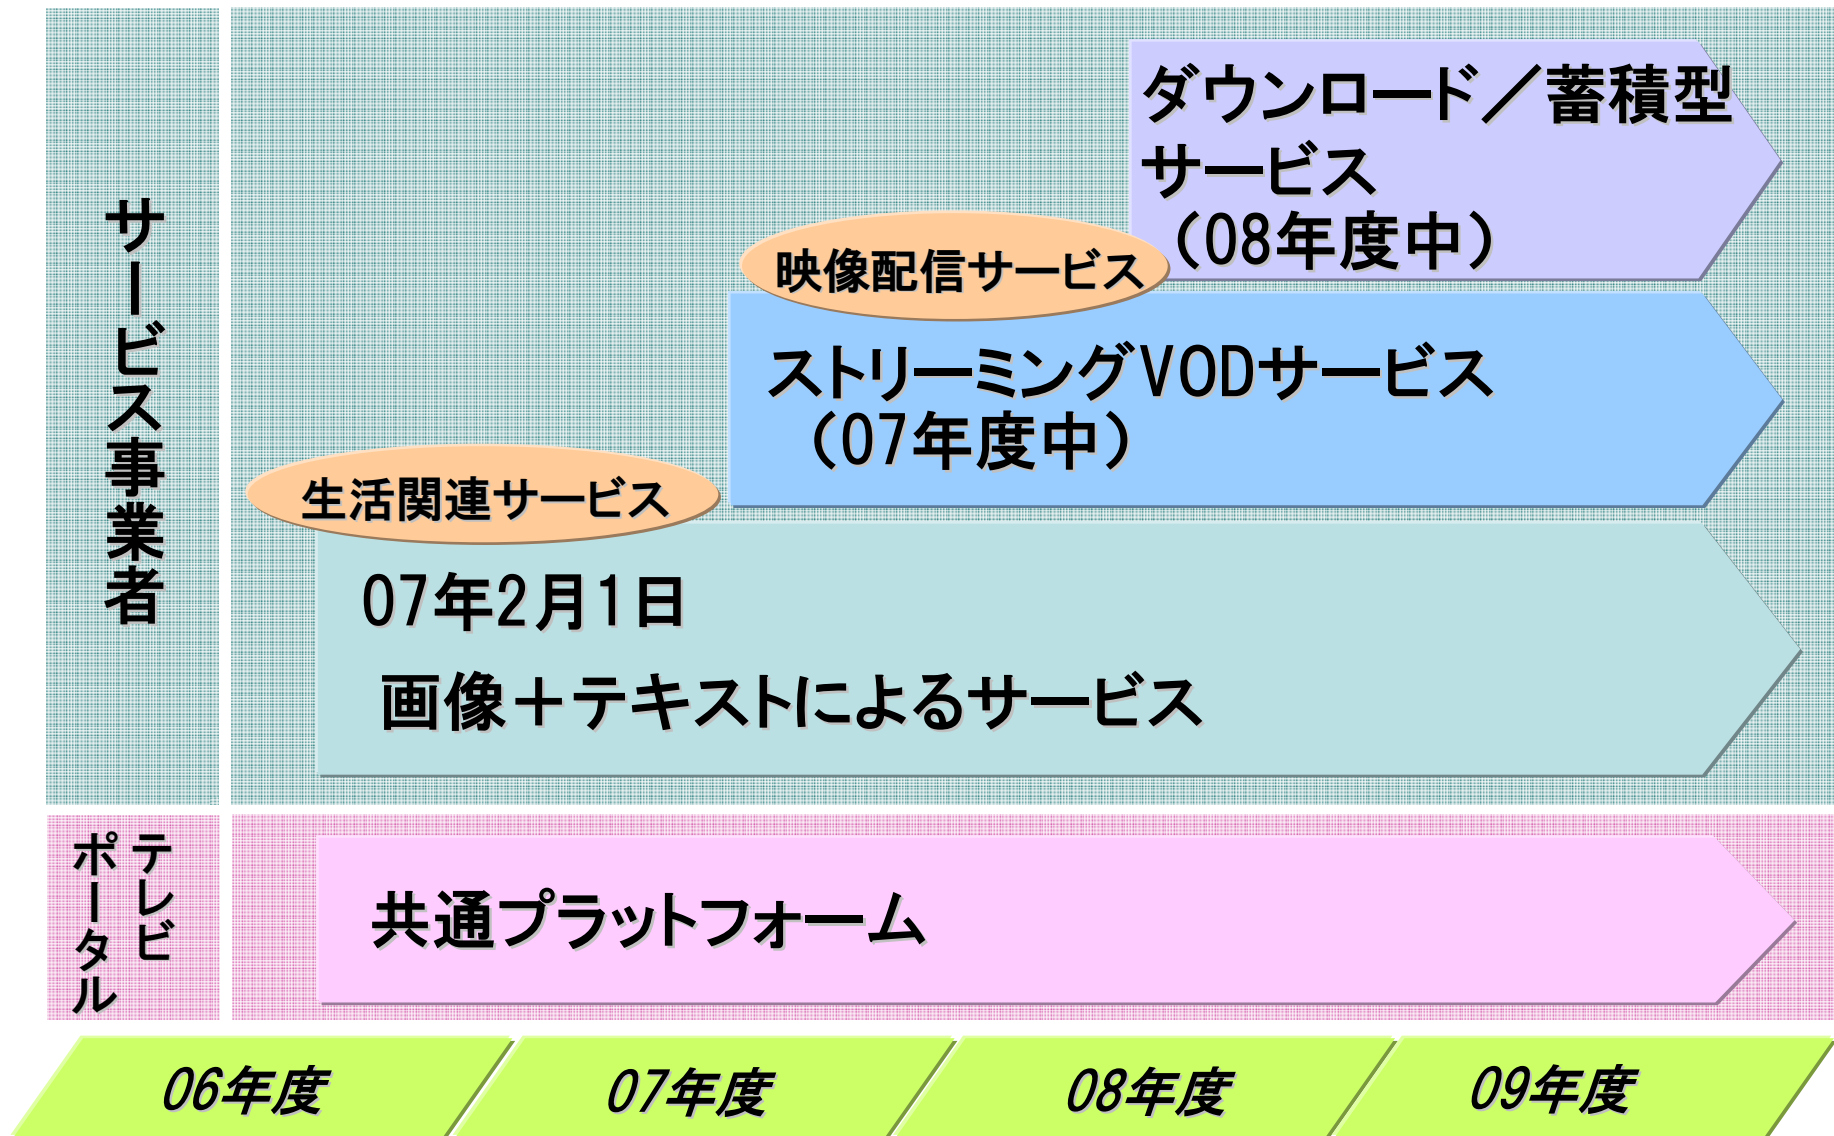 サービス事業者
ダウンロード／蓄積型
サービス
（08年度中）
映像配信サービス
ストリーミングVODサービス
（07年度中）
生活関連サービス
07年2月1日
画像＋テキストによるサービス
テレビ
ポータル
共通プラットフォーム
06年度
07年度
08年度
09年度